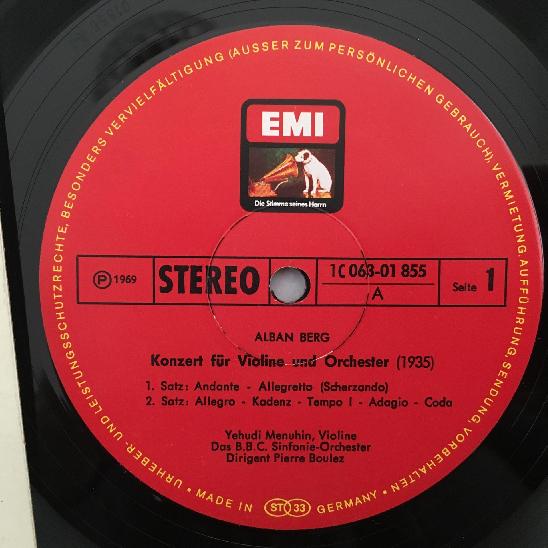 URHEBER- UND LEISTUNGSSCHUTZRECHTE, BESONDERS VERVIELFÄLTIGUNG (AUSSER ZUM PERSÖNLICHEN GEBRAUCH), VERMIETUNG, AUFFÜHRUNG, SENDUNG, VORBEHALTEN
EMI
Die Stimme seines Herrn
Ⓟ 1969 STEREO 1C 063-01 855 A Seite 1
ALBAN BERG
Konzert für Violine und Orchester (1935)
1. Satz: Andante - Allegretto (Scherzando)
2. Satz: Allegro - Kadenz - Tempo I - Adagio - Coda
Yehudi Menuhin, Violine
Das B.B.C. Sinfonie-Orchester
Dirigent Pierre Boulez
• MADE IN ST 33 GERMANY •